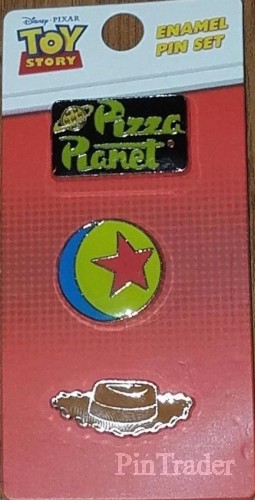 Disney · PIXAR
TOY
STORY
ENAMEL
PIN SET
Pizza
Planet
PinTrader